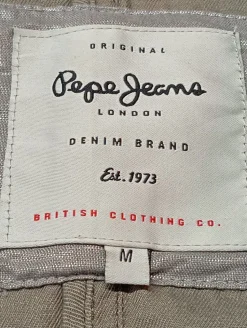 ORIGINAL
Pepe Jeans
LONDON
DENIM BRAND
Est. 1973
BRITISH CLOTHING CO.
M